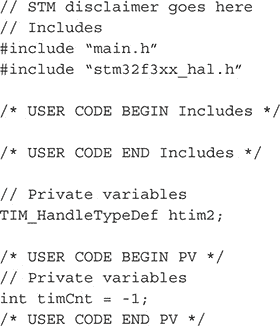 // STM disclaimer goes here
// Includes
#include “main.h”
#include “stm32f3xx_hal.h”
/* USER CODE BEGIN Includes */
/* USER CODE END Includes */
// Private variables
TIM_HandleTypeDef htim2;
/* USER CODE BEGIN PV */
// Private variables
int timCnt = -1;
/* USER CODE END PV */